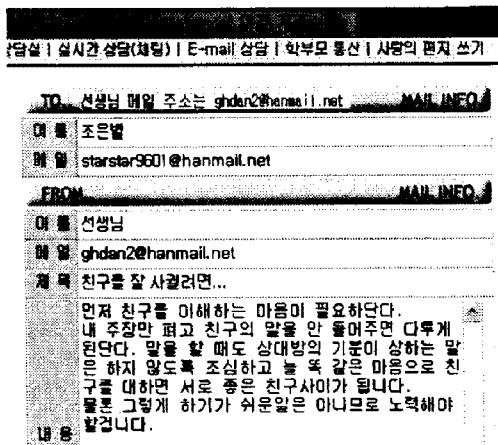 담실 | 실시간 상담(채팅) | E-mail 상담 | 학부모 통신 | 사랑의 편지 쓰기
TO... 선생님 메일 주소는 ghdan2@hanmail.net MAIL INFO
이 름 조은별
메 일 starstar9601@hanmail.net
FROM MAIL INFO
이 름 선생님
메 일 ghdan2@hanmail.net
제 목 친구를 잘 사귈려면...
먼저 친구를 이해하는 마음이 필요하단다.
내 주장만 펴고 친구의 말을 안 들어주면 다투게
된단다. 말을 할 때도 상대방의 기분이 상하는 말
은 하지 않도록 조심하고 늘 똑 같은 마음으로 친
구를 대하면 서로 좋은 친구사이가 됩니다.
물론 그렇게 하기가 쉬운일은 아니므로 노력해야
내 용 할겁니다.